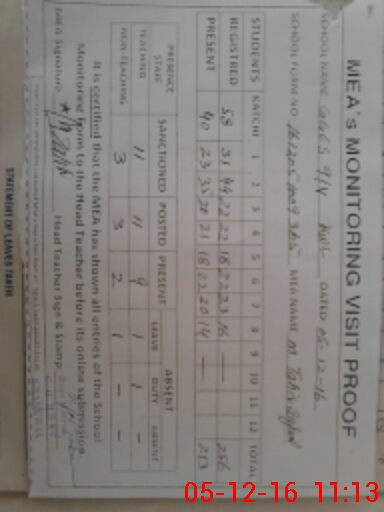 MEA's MONITORING VISIT PROOF
SCHOOL NAME GGES 91/V DATED 05-12-16
SCHOOL FORM NO MEA NAME M.
STUDENTS KATCHI 1 2 3 4 5 6 7 8 9 10 11 12 TOTAL
REGISTRED 58 31 44 22 22 18 22 23 16 — 256
PRESENT 40 23 35 20 21 18 22 20 14 — 213
PRESENCE STAFF SANCTIONED POSTED PRESENT ABSENT
LEAVE DUTY ABSENT
TEACHING 11 11 9 1 1 —
NON-TEACHING 3 3 2 1 — —
It is certified that the MEA has shown all entries of the School
Monitoring Form to the Head Teacher before its online submission
MEA Signature Head Teacher Sign & Stamp
STATEMENT OF LEAVES TAKEN
05-12-16 11:13